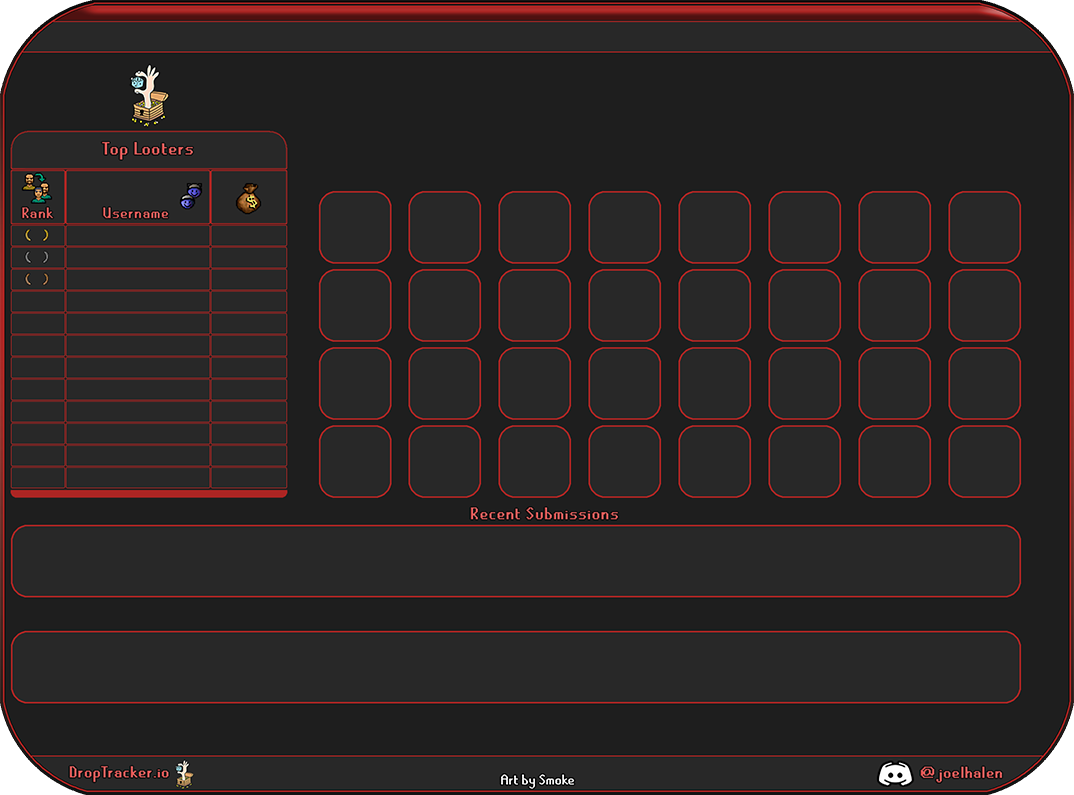 Top Looters
Rank
Username
( )
( )
( )
Recent Submissions
DropTracker.io
Art by Smoke
@joelhalen